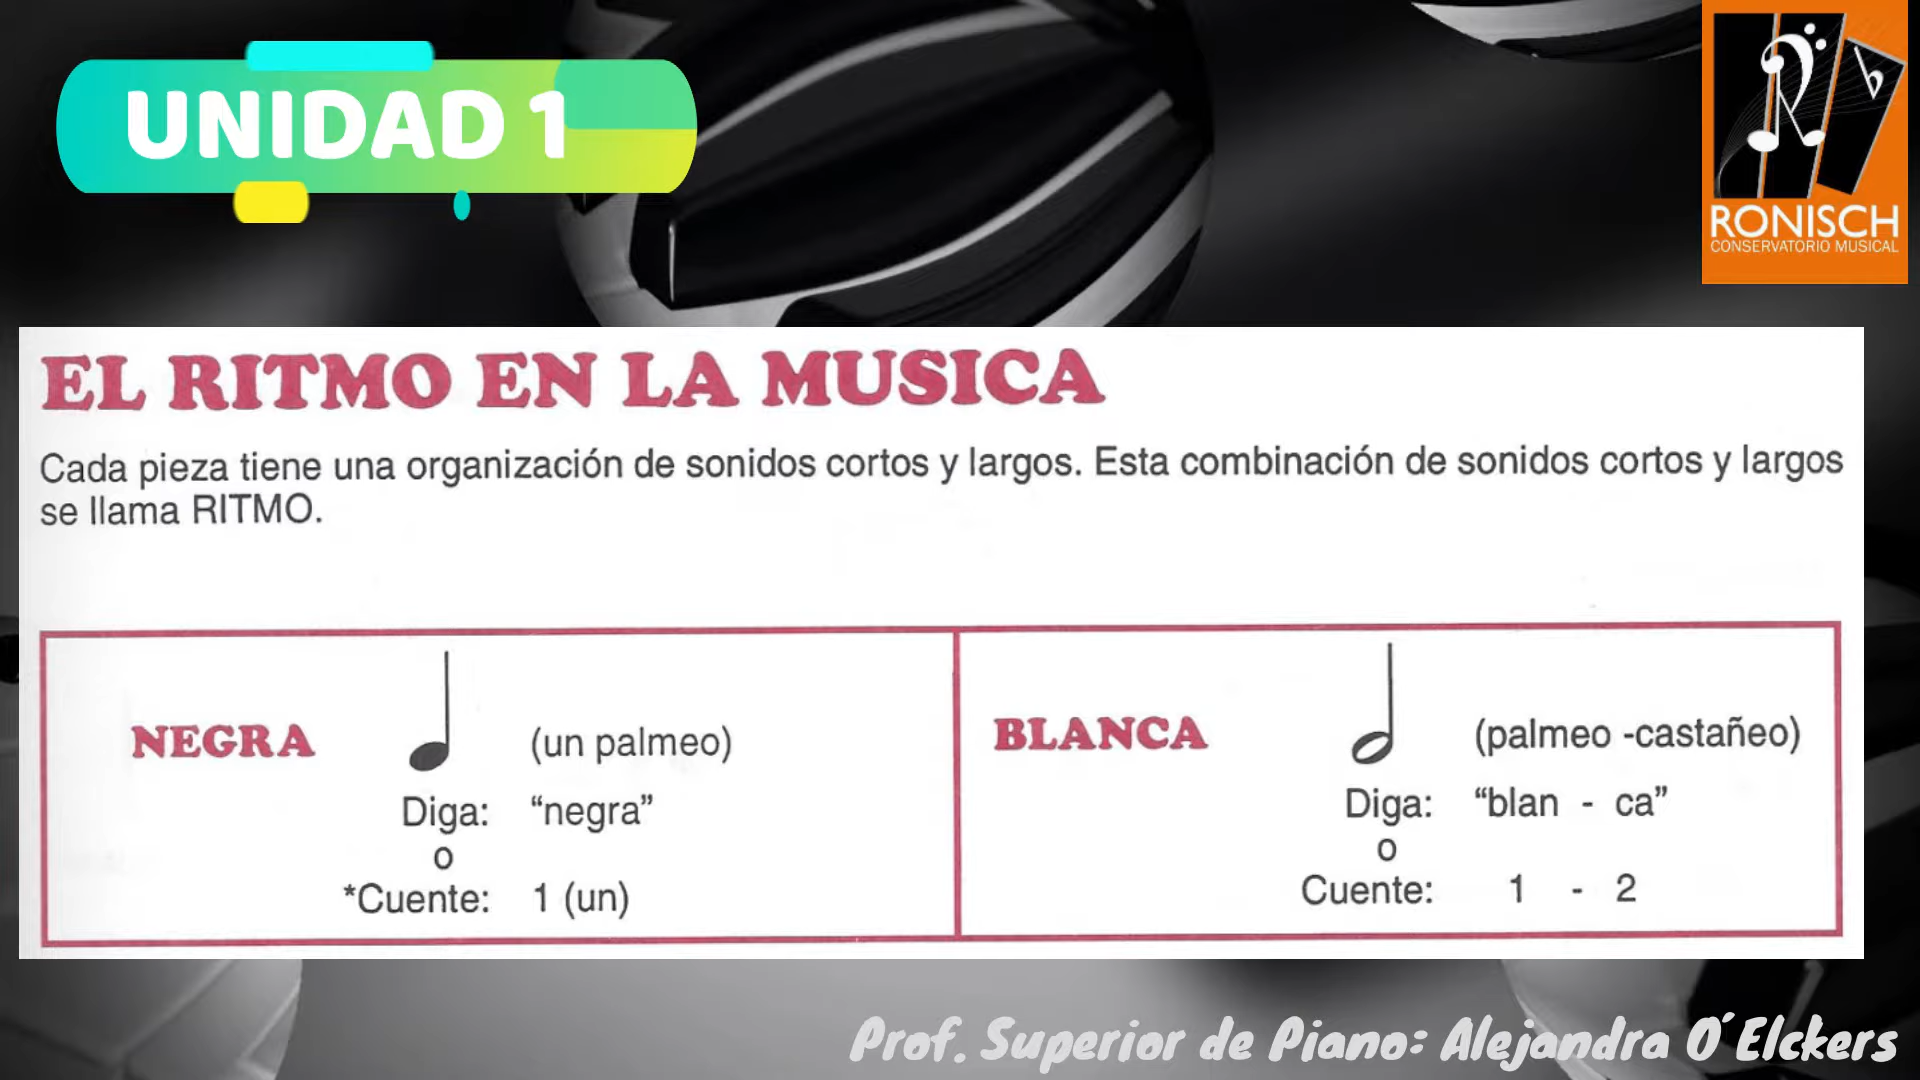 UNIDAD 1
RONISCH
CONSERVATORIO MUSICAL
EL RITMO EN LA MUSICA
Cada pieza tiene una organización de sonidos cortos y largos. Esta combinación de sonidos cortos y largos
se llama RITMO.
NEGRA (un palmeo)
Diga: “negra”
o
*Cuente: 1 (un)
BLANCA (palmeo -castañeo)
Diga: “blan - ca”
o
Cuente: 1 - 2
Prof. Superior de Piano: Alejandra O´Elckers